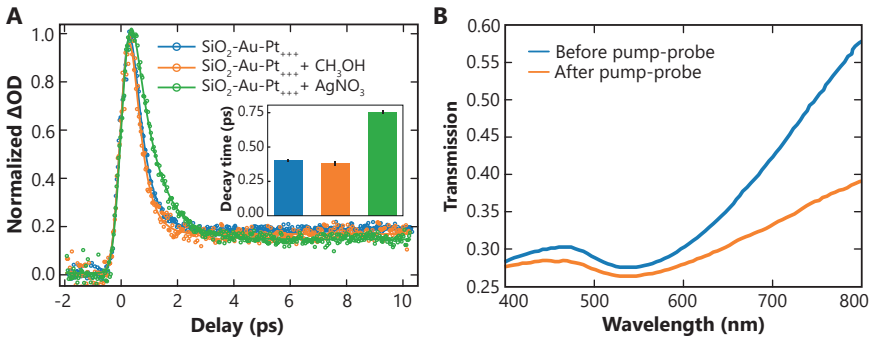 A
Normalized ΔOD
1.0
0.8
0.6
0.4
0.2
0.0
-2
0
2
4
6
8
10
Delay (ps)
SiO₂-Au-Pt₊₊₊
SiO₂-Au-Pt₊₊₊ + CH₃OH
SiO₂-Au-Pt₊₊₊ + AgNO₃
Decay time (ps)
0.75
0.50
0.25
0.00
B
Transmission
0.60
0.55
0.50
0.45
0.40
0.35
0.30
0.25
400
500
600
700
800
Wavelength (nm)
Before pump-probe
After pump-probe